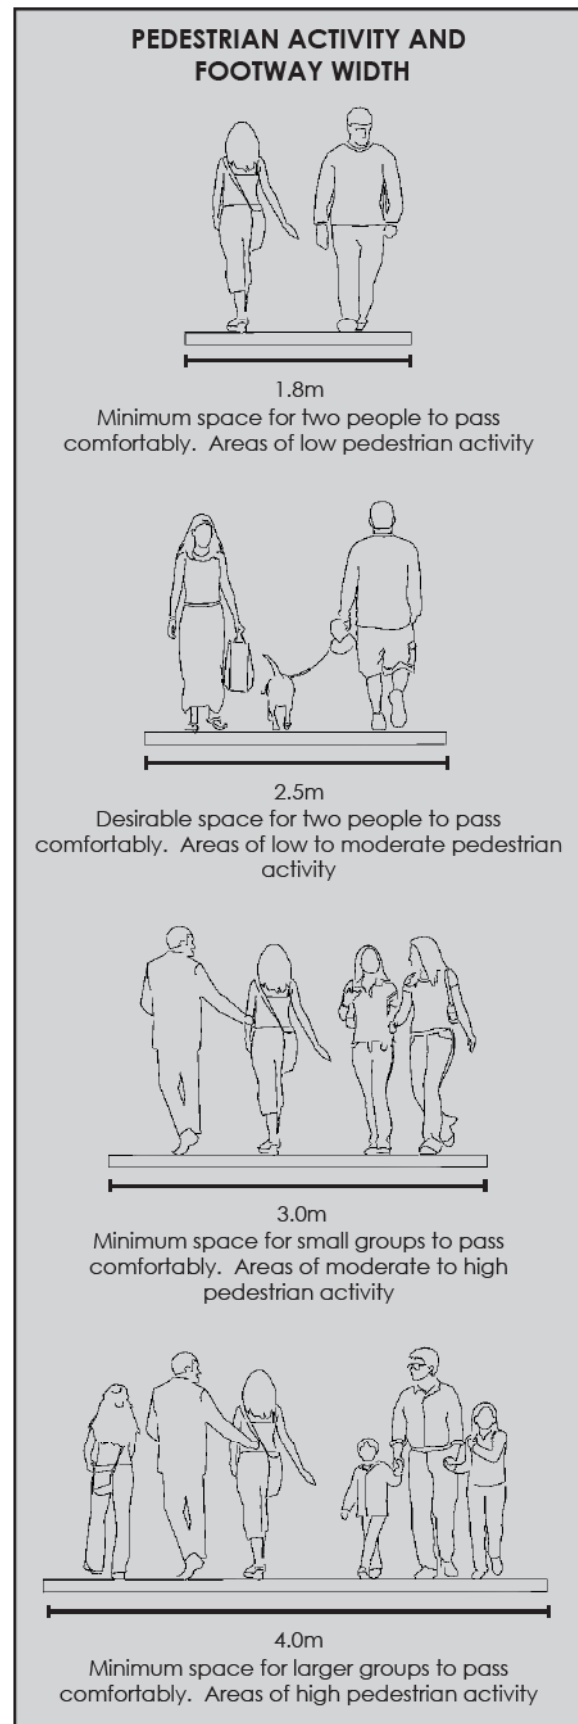 PEDESTRIAN ACTIVITY AND
FOOTWAY WIDTH
1.8m
Minimum space for two people to pass
comfortably. Areas of low pedestrian activity
2.5m
Desirable space for two people to pass
comfortably. Areas of low to moderate pedestrian
activity
3.0m
Minimum space for small groups to pass
comfortably. Areas of moderate to high
pedestrian activity
4.0m
Minimum space for larger groups to pass
comfortably. Areas of high pedestrian activity